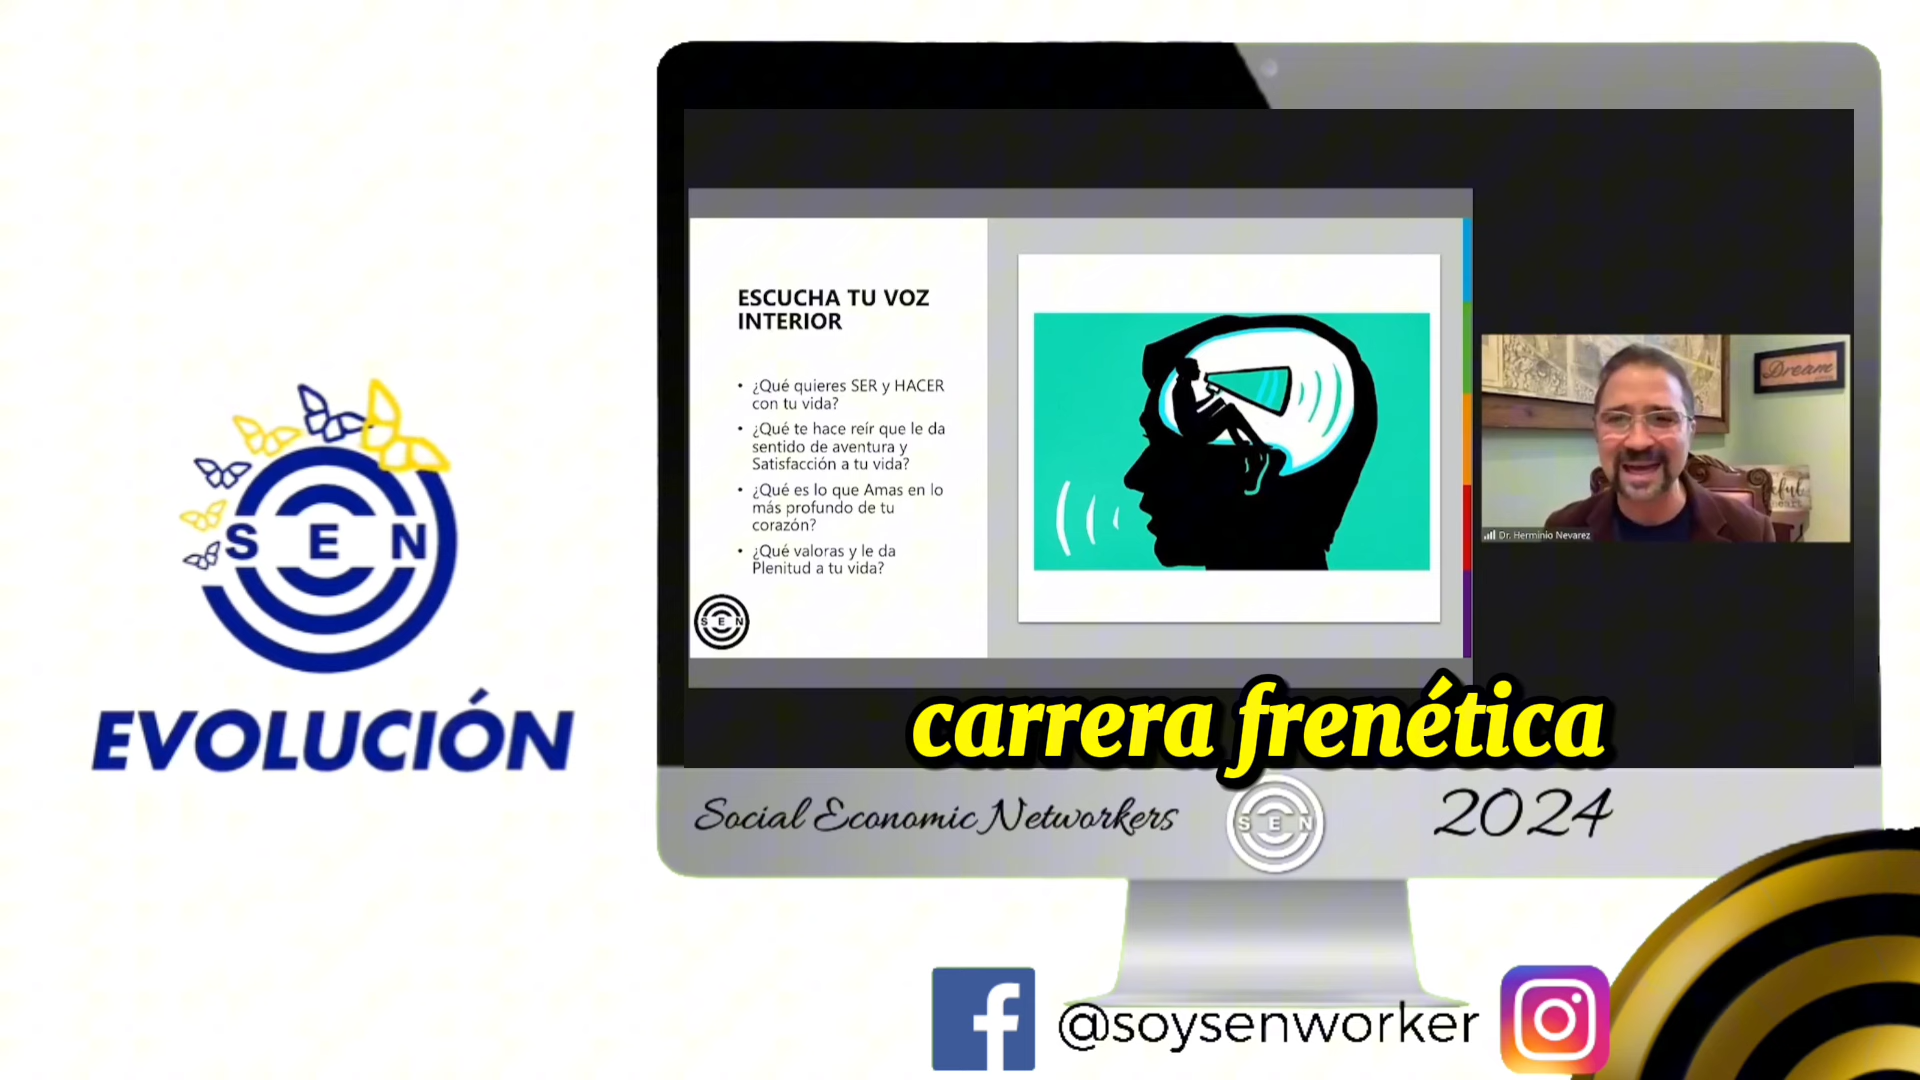 S E N
EVOLUCIÓN
ESCUCHA TU VOZ
INTERIOR
• ¿Qué quieres SER y HACER
con tu vida?
• ¿Qué te hace reír que le da
sentido de aventura y
Satisfacción a tu vida?
• ¿Qué es lo que Amas en lo
más profundo de tu
corazón?
• ¿Qué valoras y le da
Plenitud a tu vida?
S E N
Dream
Dr. Herminio Nevarez
carrera frenética
Social Economic Networkers
S E N
2024
@soysenworker